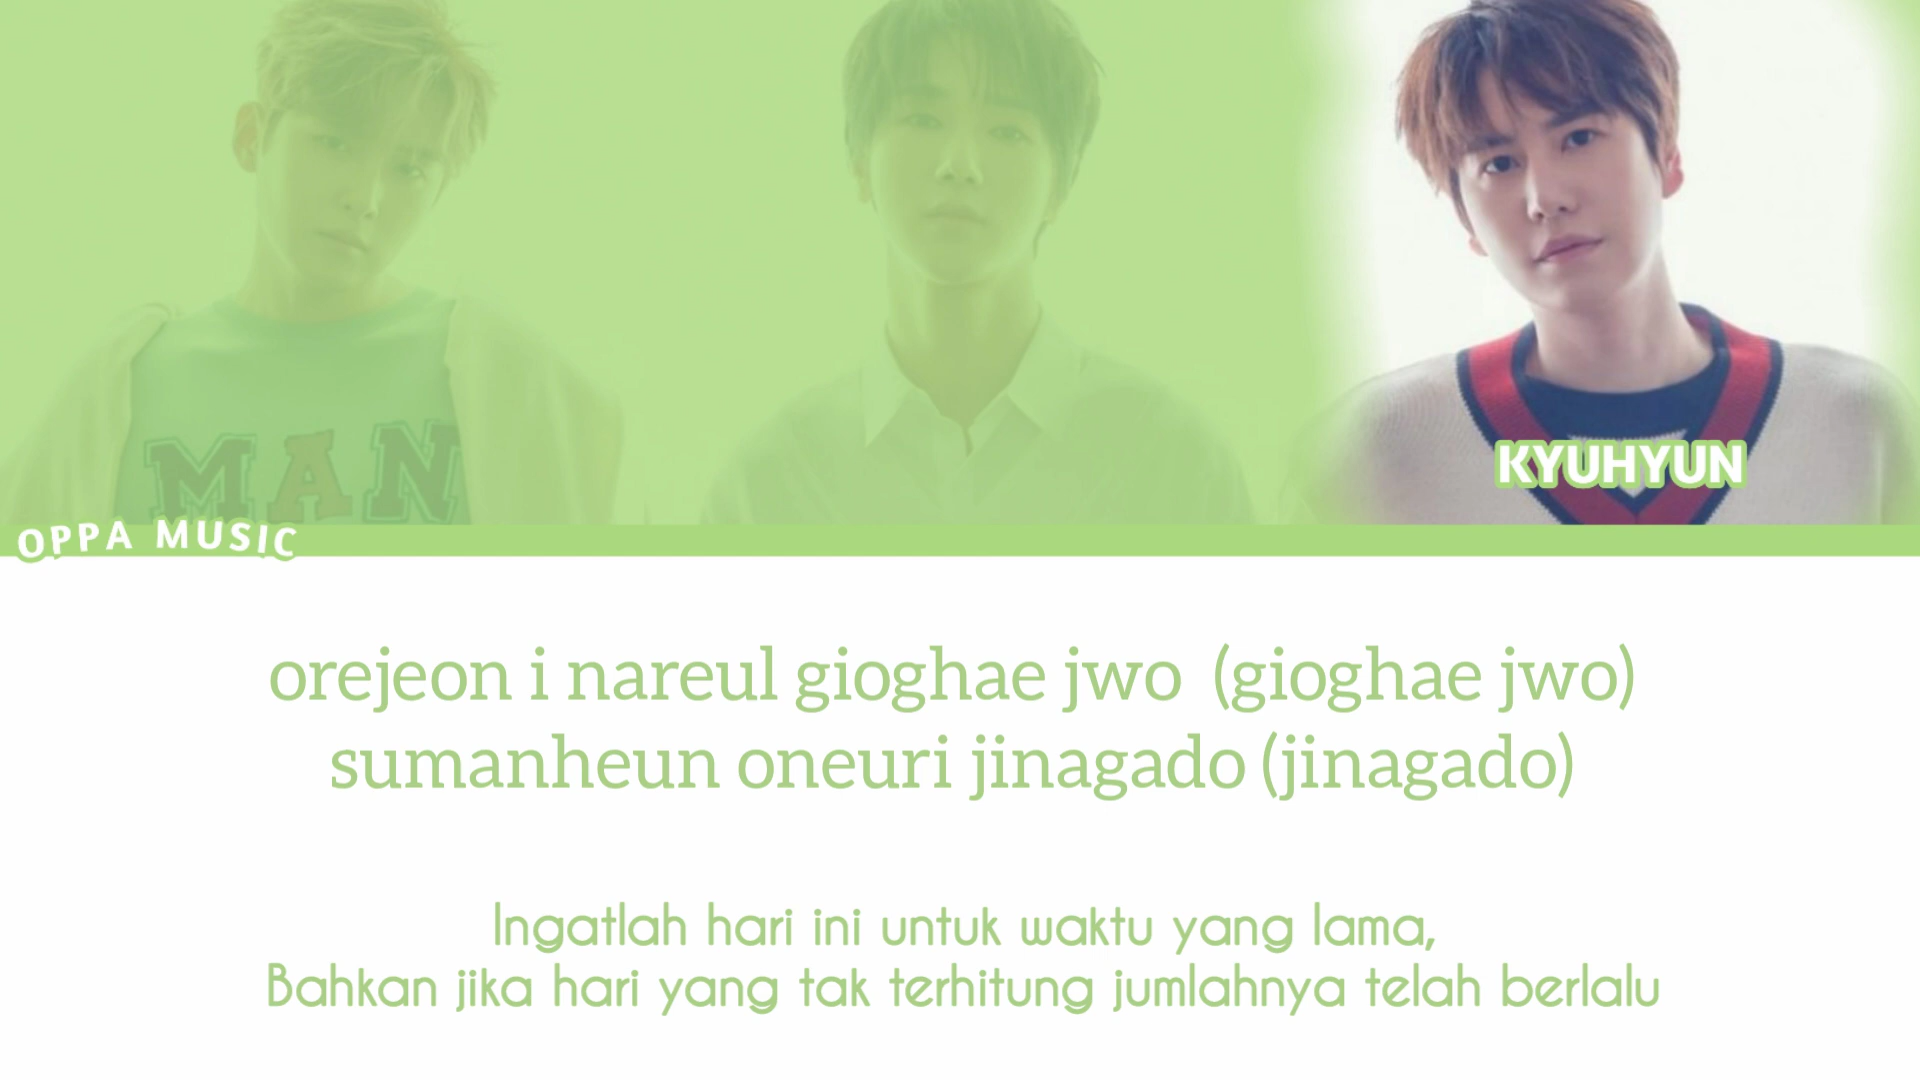 MAN
KYUHYUN
OPPA MUSIC
orejeon i nareul gioghae jwo (gioghae jwo)
sumanheun oneuri jinagado (jinagado)
Ingatlah hari ini untuk waktu yang lama,
Bahkan jika hari yang tak terhitung jumlahnya telah berlalu